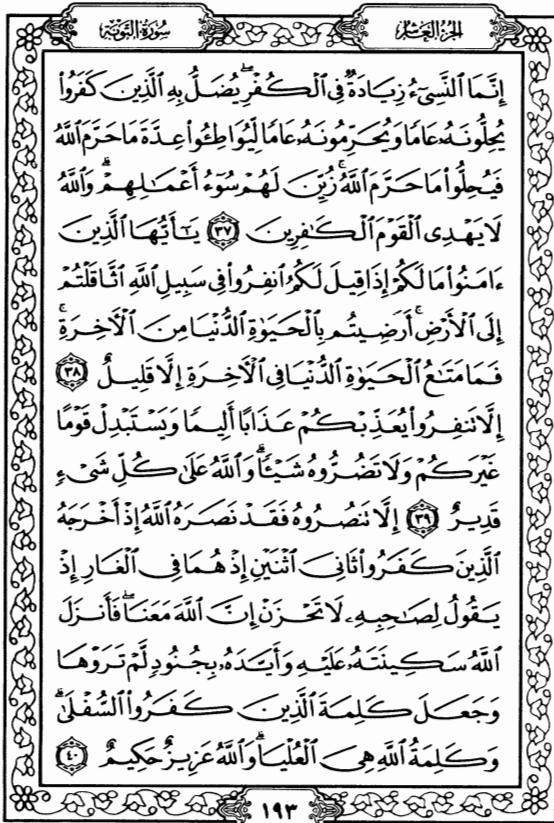 الجزء العاشر
سورة التوبة
إِنَّمَا ٱلنَّسِىٓءُ زِيَادَةٌ فِى ٱلْكُفْرِ ۖ يُضَلُّ بِهِ ٱلَّذِينَ كَفَرُوا۟
يُحِلُّونَهُۥ عَامًا وَيُحَرِّمُونَهُۥ عَامًا لِّيُوَاطِـُٔوا۟ عِدَّةَ مَا حَرَّمَ ٱللَّهُ
فَيُحِلُّوا۟ مَا حَرَّمَ ٱللَّهُ ۚ زُيِّنَ لَهُمْ سُوٓءُ أَعْمَـٰلِهِمْ ۗ وَٱللَّهُ
لَا يَهْدِى ٱلْقَوْمَ ٱلْكَـٰفِرِينَ ٣٧ يَـٰٓأَيُّهَا ٱلَّذِينَ
ءَامَنُوا۟ مَا لَكُمْ إِذَا قِيلَ لَكُمُ ٱنفِرُوا۟ فِى سَبِيلِ ٱللَّهِ ٱثَّاقَلْتُمْ
إِلَى ٱلْأَرْضِ ۚ أَرَضِيتُم بِٱلْحَيَوٰةِ ٱلدُّنْيَا مِنَ ٱلْـَٔاخِرَةِ ۚ
فَمَا مَتَـٰعُ ٱلْحَيَوٰةِ ٱلدُّنْيَا فِى ٱلْـَٔاخِرَةِ إِلَّا قَلِيلٌ ٣٨
إِلَّا تَنفِرُوا۟ يُعَذِّبْكُمْ عَذَابًا أَلِيمًا وَيَسْتَبْدِلْ قَوْمًا
غَيْرَكُمْ وَلَا تَضُرُّوهُ شَيْـًٔا ۗ وَٱللَّهُ عَلَىٰ كُلِّ شَىْءٍ
قَدِيرٌ ٣٩ إِلَّا تَنصُرُوهُ فَقَدْ نَصَرَهُ ٱللَّهُ إِذْ أَخْرَجَهُ
ٱلَّذِينَ كَفَرُوا۟ ثَانِىَ ٱثْنَيْنِ إِذْ هُمَا فِى ٱلْغَارِ إِذْ
يَقُولُ لِصَـٰحِبِهِۦ لَا تَحْزَنْ إِنَّ ٱللَّهَ مَعَنَا ۖ فَأَنزَلَ
ٱللَّهُ سَكِينَتَهُۥ عَلَيْهِ وَأَيَّدَهُۥ بِجُنُودٍ لَّمْ تَرَوْهَا
وَجَعَلَ كَلِمَةَ ٱلَّذِينَ كَفَرُوا۟ ٱلسُّفْلَىٰ ۗ
وَكَلِمَةُ ٱللَّهِ هِىَ ٱلْعُلْيَا ۗ وَٱللَّهُ عَزِيزٌ حَكِيمٌ ٤٠
١٩٣